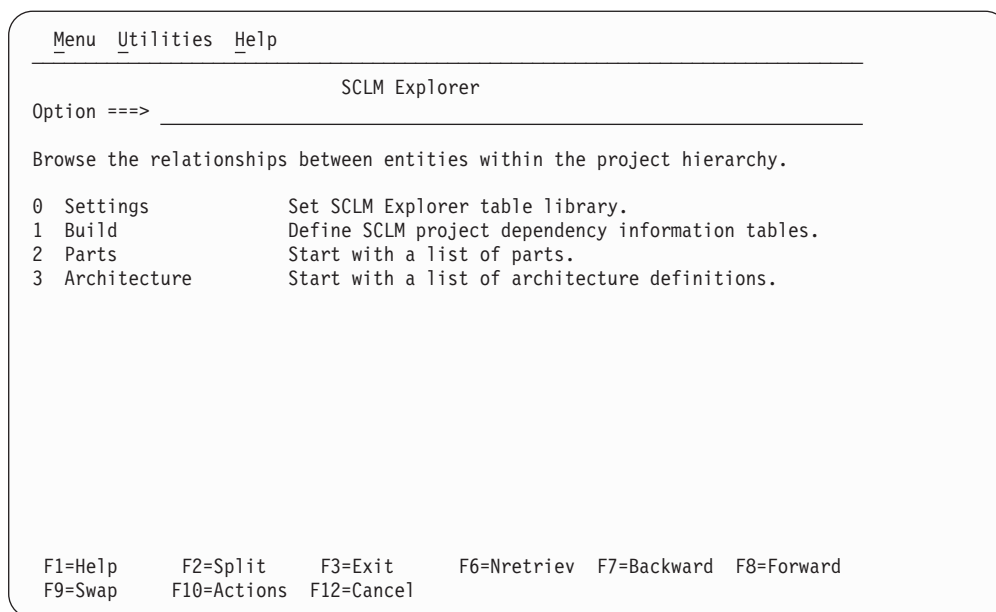 Menu Utilities Help
SCLM Explorer
Option ===>
Browse the relationships between entities within the project hierarchy.
0 Settings Set SCLM Explorer table library.
1 Build Define SCLM project dependency information tables.
2 Parts Start with a list of parts.
3 Architecture Start with a list of architecture definitions.
F1=Help F2=Split F3=Exit F6=Nretriev F7=Backward F8=Forward
F9=Swap F10=Actions F12=Cancel